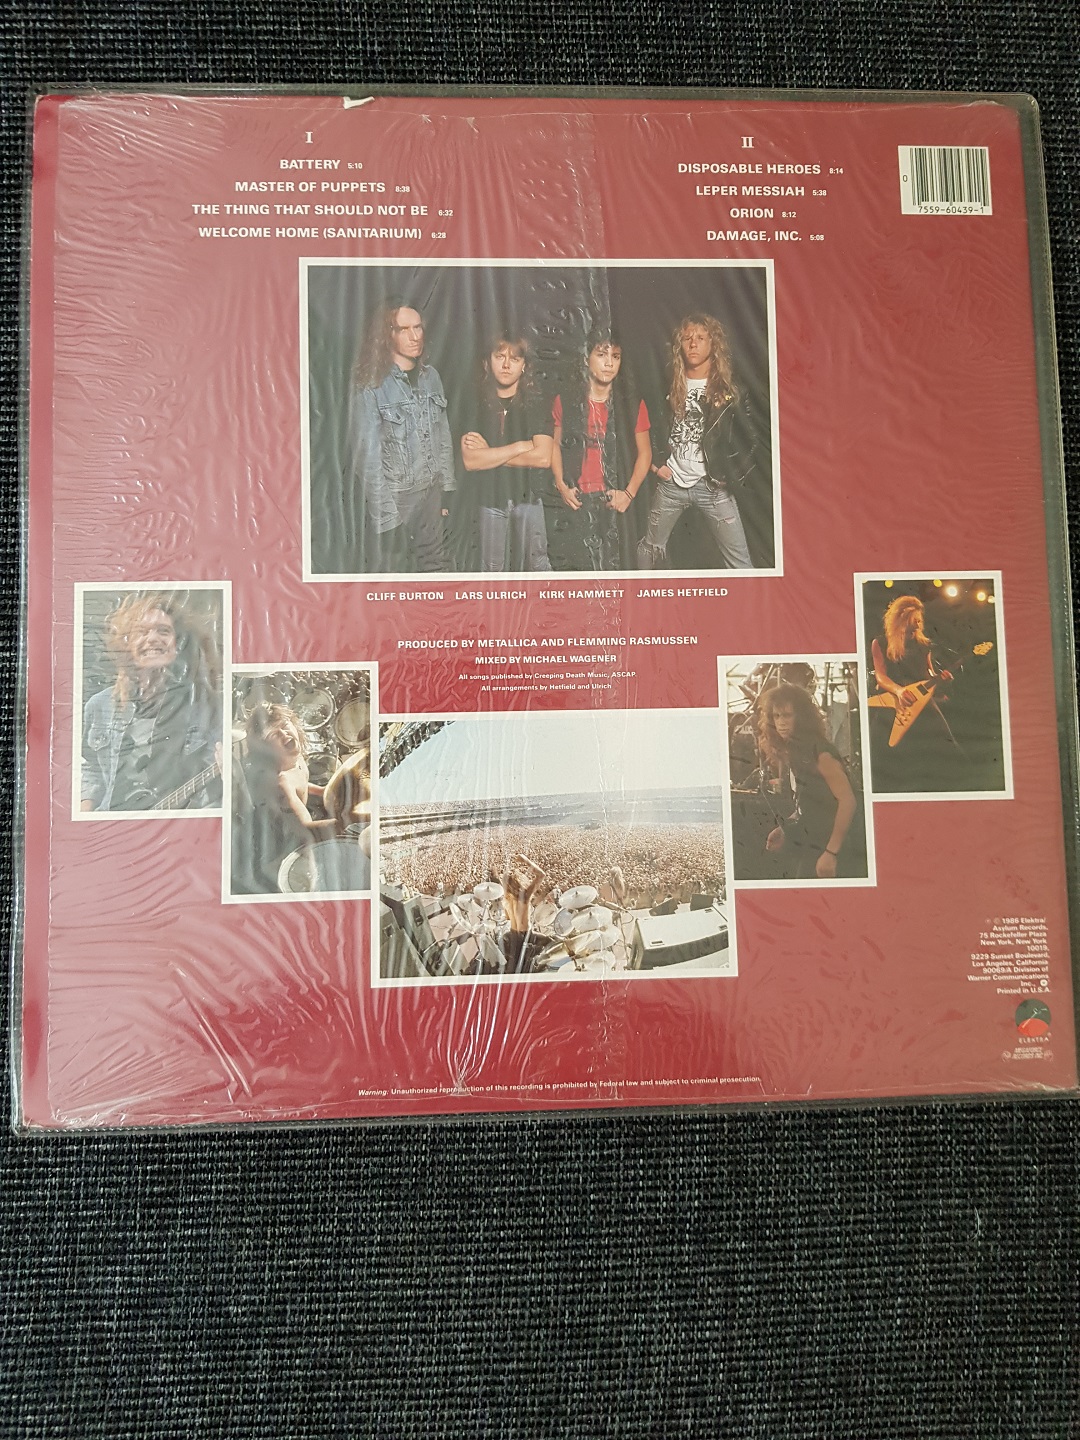 I
BATTERY 5:10
MASTER OF PUPPETS 8:38
THE THING THAT SHOULD NOT BE 6:32
WELCOME HOME (SANITARIUM) 6:28
II
DISPOSABLE HEROES 8:14
LEPER MESSIAH 5:38
ORION 8:12
DAMAGE, INC. 5:08
0
7559-60439-1
CLIFF BURTON LARS ULRICH KIRK HAMMETT JAMES HETFIELD
PRODUCED BY METALLICA AND FLEMMING RASMUSSEN
MIXED BY MICHAEL WAGENER
All songs published by Creeping Death Music, ASCAP
All arrangements by Hetfield and Ulrich
℗ © 1986 Elektra/
Asylum Records,
75 Rockefeller Plaza
New York, New York
10019,
9229 Sunset Boulevard,
Los Angeles, California
90069/A Division of
Warner Communications
Inc.,
Printed in U.S.A.
ELEKTRA
MEGAFORCE
RECORDS INC
Warning: Unauthorized reproduction of this recording is prohibited by Federal law and subject to criminal prosecution.